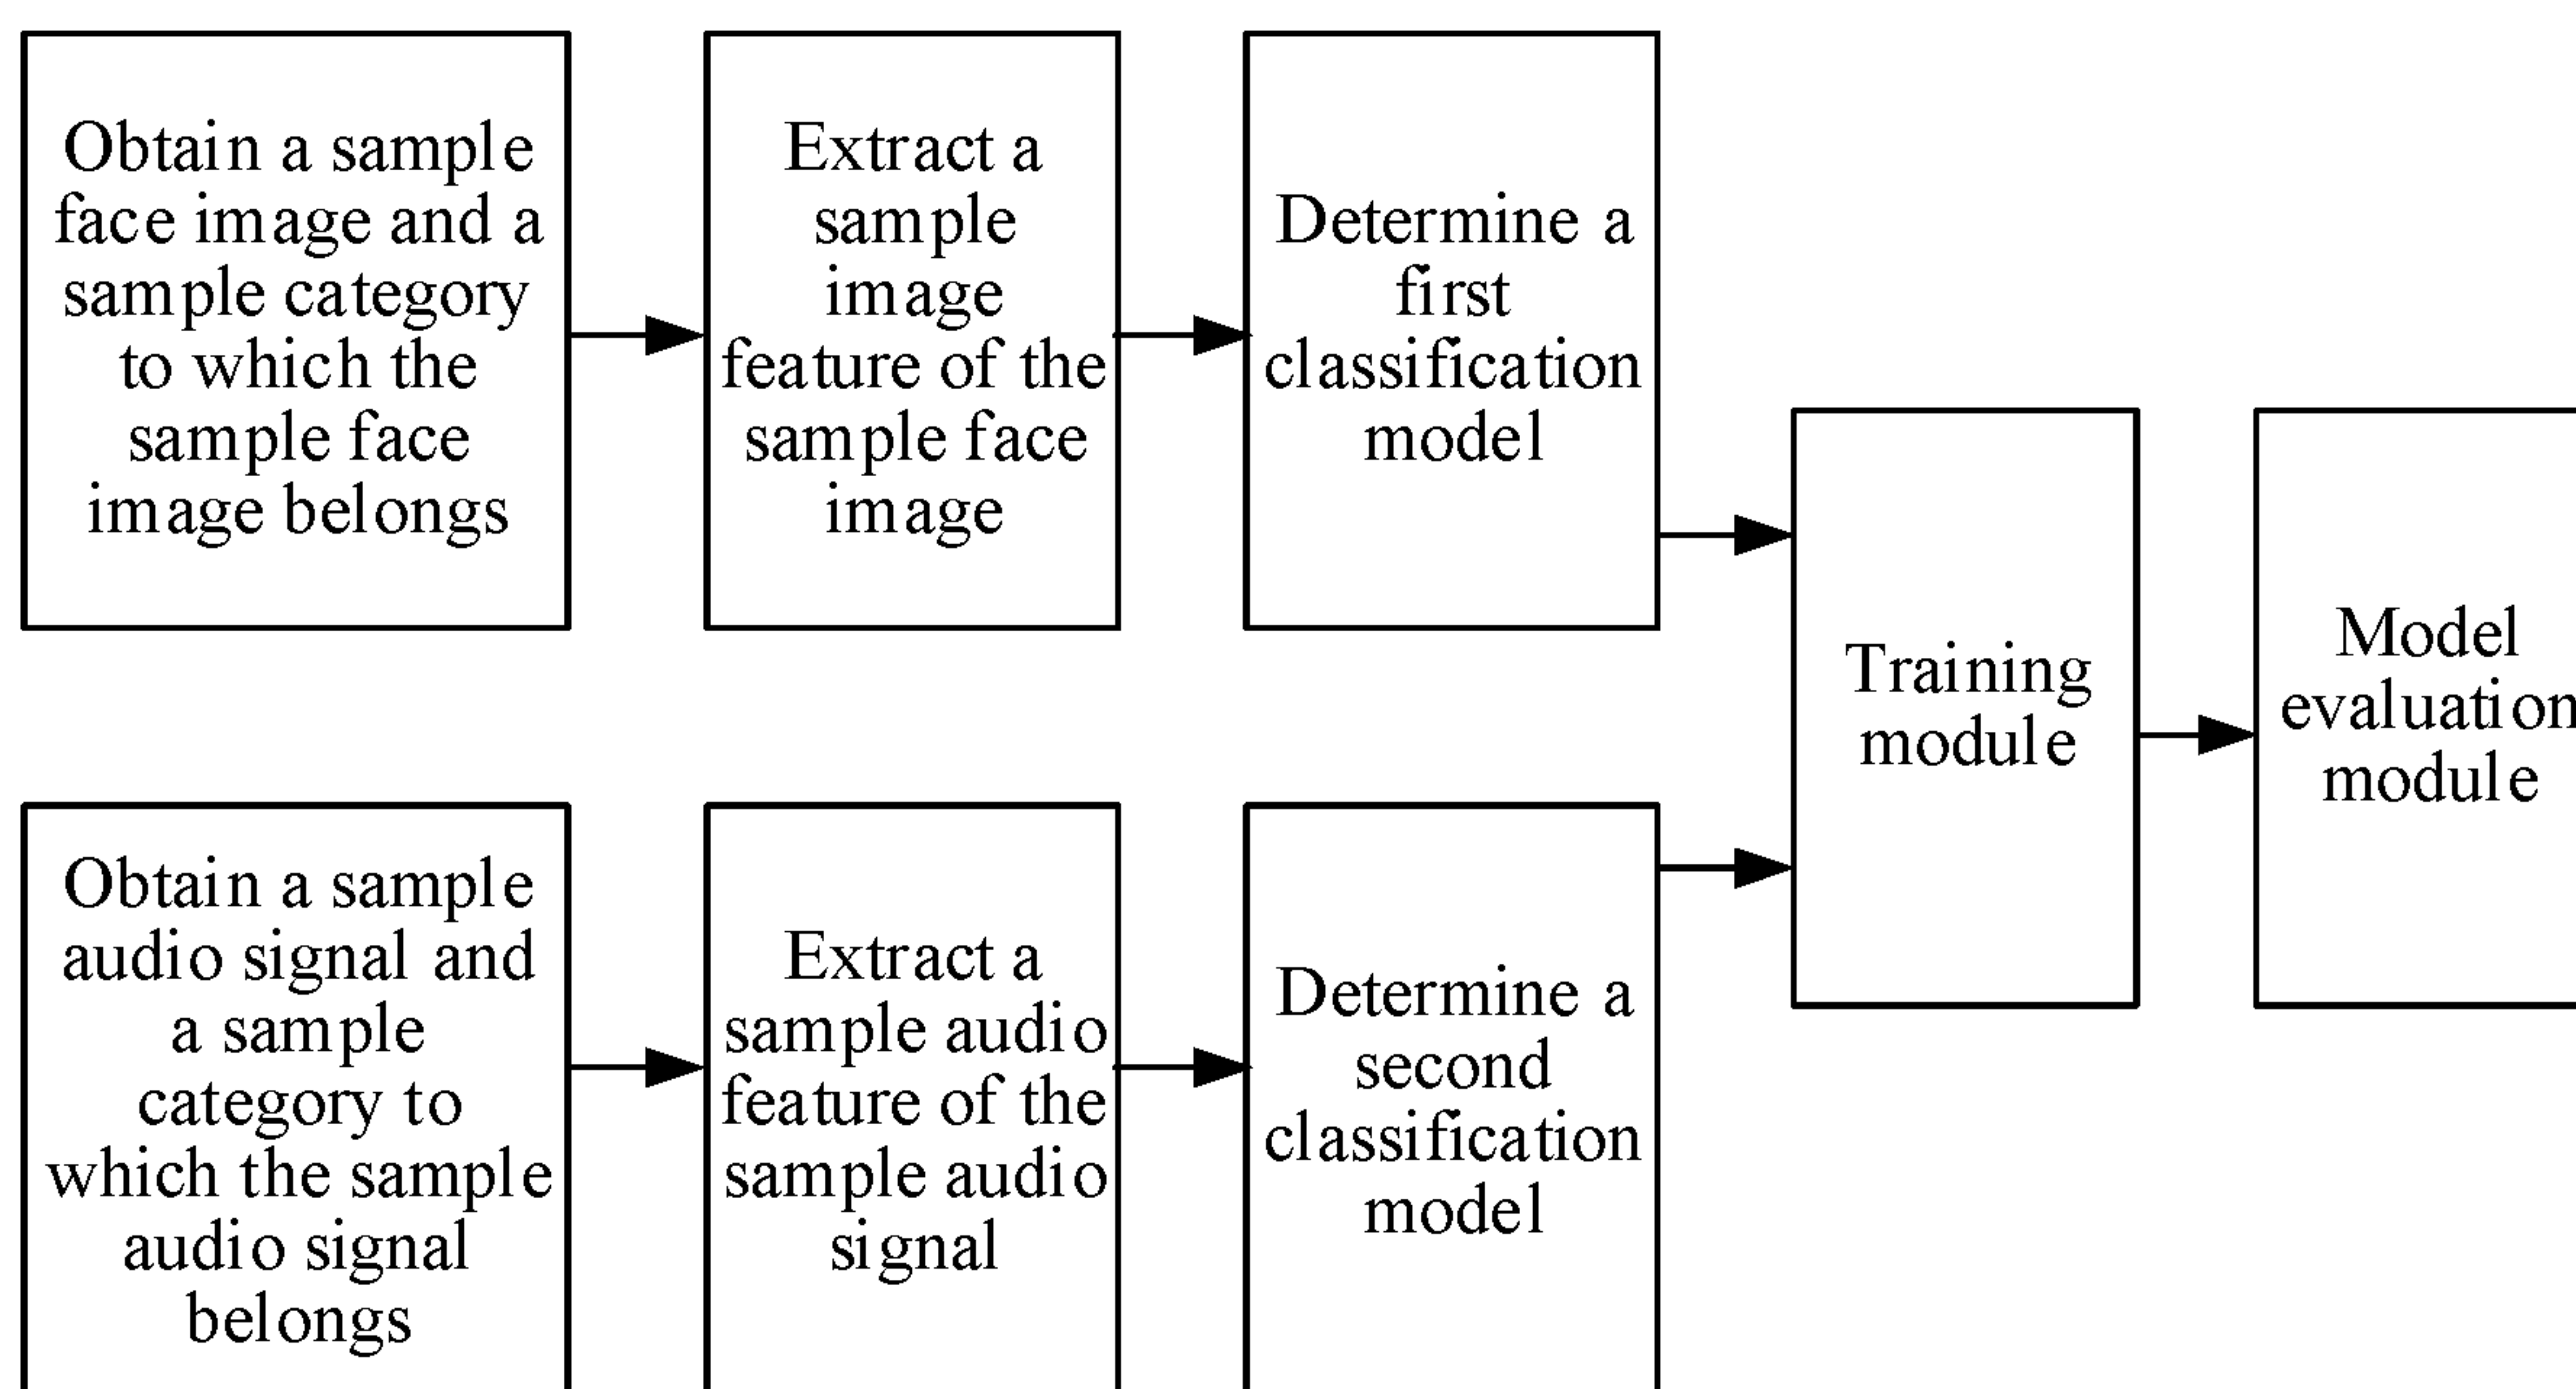 Obtain a sample
face image and a
sample category
to which the
sample face
image belongs
Extract a
sample
image
feature of the
sample face
image
Determine a
first
classification
model
Training
module
Model
evaluation
module
Obtain a sample
audio signal and
a sample
category to
which the sample
audio signal
belongs
Extract a
sample audio
feature of the
sample audio
signal
Determine a
second
classification
model